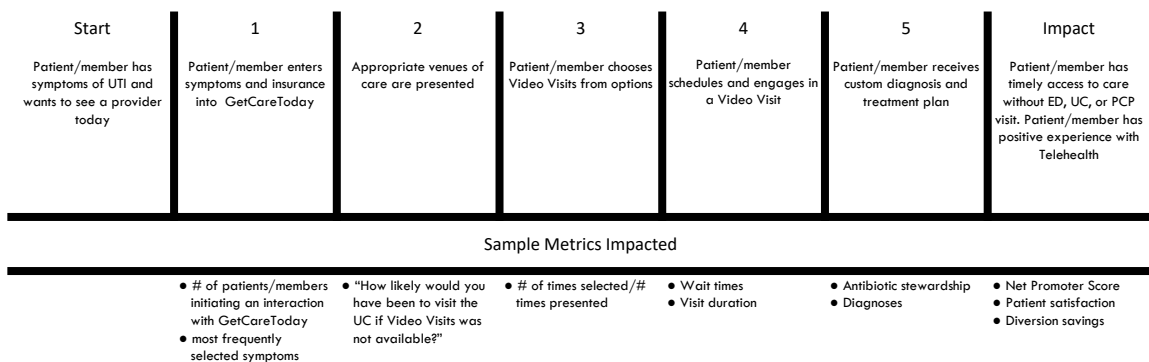 Start
Patient/member has
symptoms of UTI and
wants to see a provider
today
1
Patient/member enters
symptoms and insurance
into GetCareToday
2
Appropriate venues of
care are presented
3
Patient/member chooses
Video Visits from options
4
Patient/member
schedules and engages in
a Video Visit
5
Patient/member receives
custom diagnosis and
treatment plan
Impact
Patient/member has
timely access to care
without ED, UC, or PCP
visit. Patient/member has
positive experience with
Telehealth
Sample Metrics Impacted
● # of patients/members
initiating an interaction
with GetCareToday
● most frequently
selected symptoms
● “How likely would you
have been to visit the
UC if Video Visits was
not available?”
● # of times selected/#
times presented
● Wait times
● Visit duration
● Antibiotic stewardship
● Diagnoses
● Net Promoter Score
● Patient satisfaction
● Diversion savings